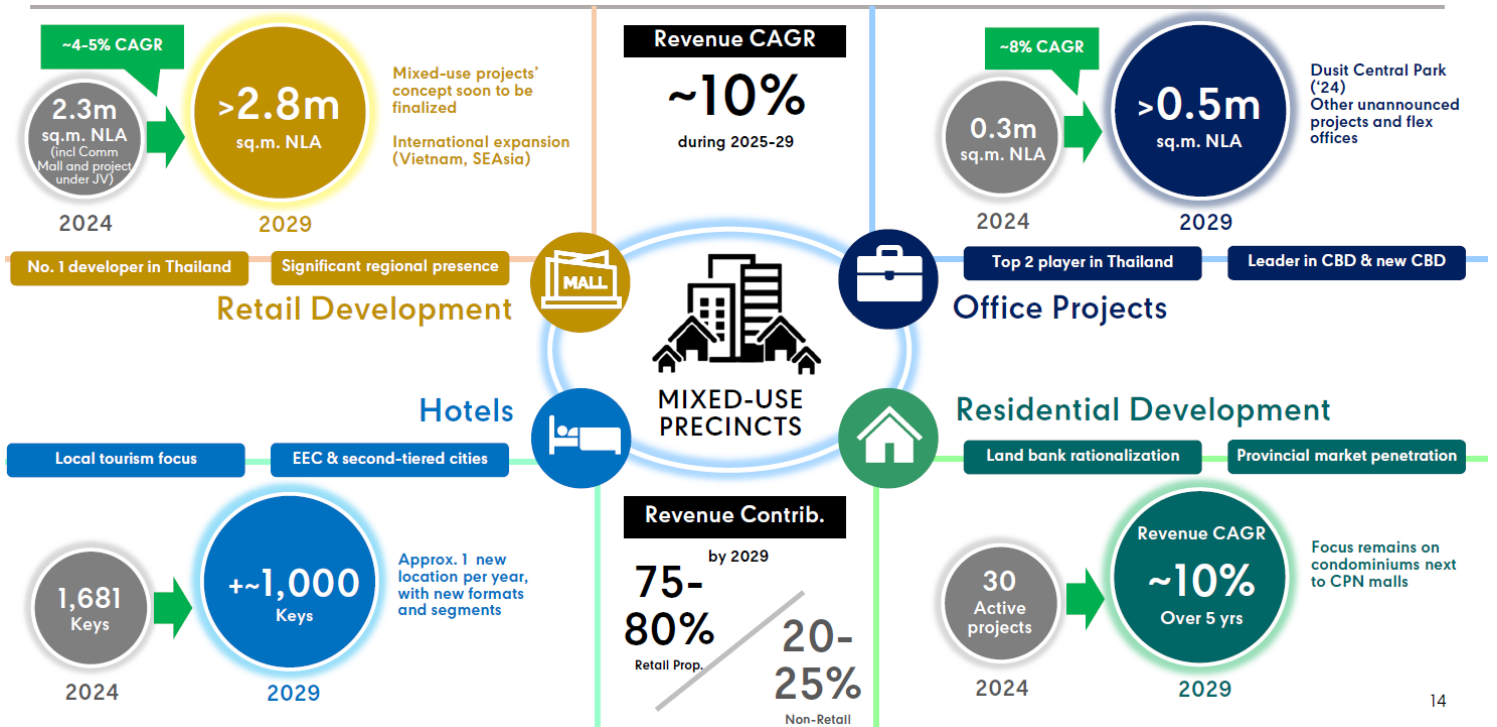 ~4-5% CAGR
2.3m
sq.m. NLA
(incl Comm
Mall and project
under JV)
2024
>2.8m
sq.m. NLA
2029
Mixed-use projects’
concept soon to be
finalized
International expansion
(Vietnam, SEAsia)
No. 1 developer in Thailand
Significant regional presence
MALL
Retail Development
Revenue CAGR
~10%
during 2025-29
~8% CAGR
0.3m
sq.m. NLA
2024
>0.5m
sq.m. NLA
2029
Dusit Central Park
(‘24)
Other unannounced
projects and flex
offices
Top 2 player in Thailand
Leader in CBD & new CBD
Office Projects
MIXED-USE
PRECINCTS
Hotels
Local tourism focus
EEC & second-tiered cities
1,681
Keys
2024
+~1,000
Keys
2029
Approx. 1 new
location per year,
with new formats
and segments
Revenue Contrib.
by 2029
75-
80%
Retail Prop.
20-
25%
Non-Retail
Residential Development
Land bank rationalization
Provincial market penetration
30
Active
projects
2024
Revenue CAGR
~10%
Over 5 yrs
2029
Focus remains on
condominiums next
to CPN malls
14